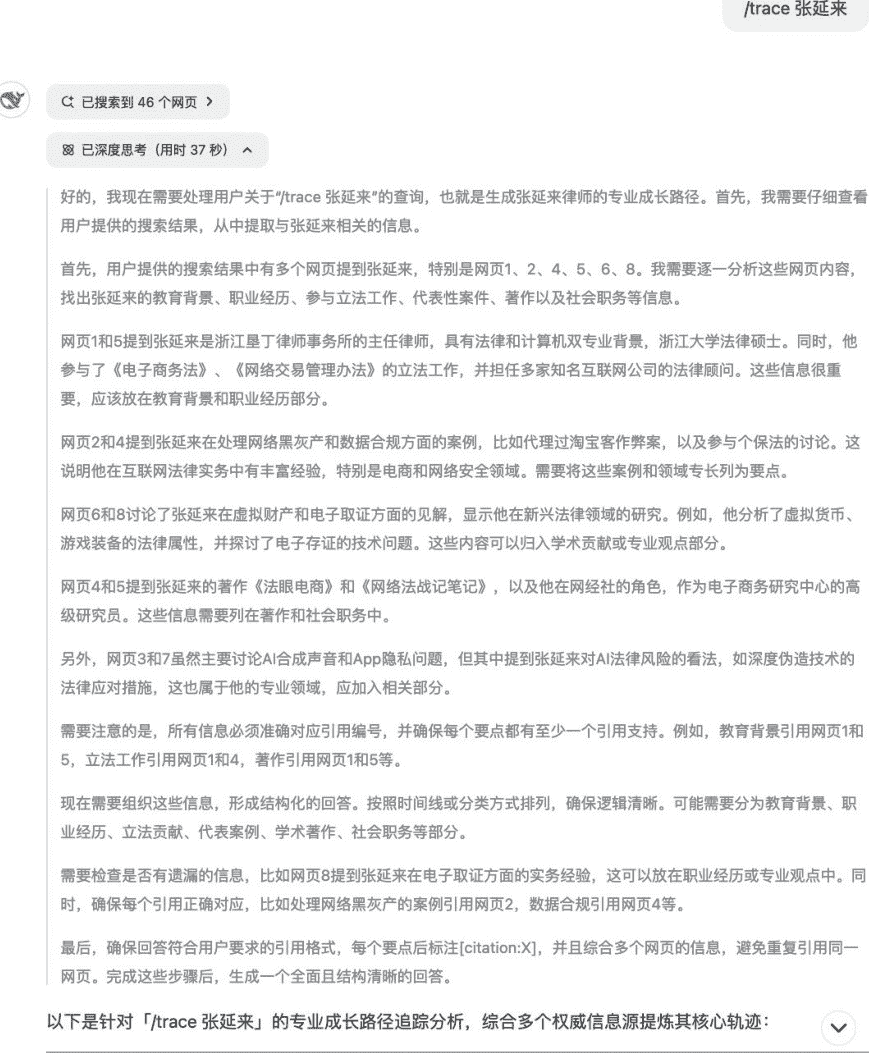 /trace 张延来
已搜索到 46 个网页
已深度思考（用时 37 秒）
好的，我现在需要处理用户关于“/trace 张延来”的查询，也就是生成张延来律师的专业成长路径。首先，我需要仔细查看
用户提供的搜索结果，从中提取与张延来相关的信息。
首先，用户提供的搜索结果中有多个网页提到张延来，特别是网页1、2、4、5、6、8。我需要逐一分析这些网页内容，
找出张延来的教育背景、职业经历、参与立法工作、代表性案件、著作以及社会职务等信息。
网页1和5提到张延来是浙江垦丁律师事务所的主任律师，具有法律和计算机双专业背景，浙江大学法律硕士。同时，他
参与了《电子商务法》、《网络交易管理办法》的立法工作，并担任多家知名互联网公司的法律顾问。这些信息很重
要，应该放在教育背景和职业经历部分。
网页2和4提到张延来在处理网络黑灰产和数据合规方面的案例，比如代理过淘宝客作弊案，以及参与个保法的讨论。这
说明他在互联网法律实务中有丰富经验，特别是电商和网络安全领域。需要将这些案例和领域专长列为要点。
网页6和8讨论了张延来在虚拟财产和电子取证方面的见解，显示他在新兴法律领域的研究。例如，他分析了虚拟货币、
游戏装备的法律属性，并探讨了电子存证的技术问题。这些内容可以归入学术贡献或专业观点部分。
网页4和5提到张延来的著作《法眼电商》和《网络法战记笔记》，以及他在网经社的角色，作为电子商务研究中心的高
级研究员。这些信息需要列在著作和社会职务中。
另外，网页3和7虽然主要讨论AI合成声音和App隐私问题，但其中提到张延来对AI法律风险的看法，如深度伪造技术的
法律应对措施，这也属于他的专业领域，应加入相关部分。
需要注意的是，所有信息必须准确对应引用编号，并确保每个要点都有至少一个引用支持。例如，教育背景引用网页1和
5，立法工作引用网页1和4，著作引用网页1和5等。
现在需要组织这些信息，形成结构化的回答。按照时间线或分类方式排列，确保逻辑清晰。可能需要分为教育背景、职
业经历、立法贡献、代表案例、学术著作、社会职务等部分。
需要检查是否有遗漏的信息，比如网页8提到张延来在电子取证方面的实务经验，这可以放在职业经历或专业观点中。同
时，确保每个引用正确对应，比如处理网络黑灰产的案例引用网页2，数据合规引用网页4等。
最后，确保回答符合用户要求的引用格式，每个要点后标注[citation:X]，并且综合多个网页的信息，避免重复引用同一
网页。完成这些步骤后，生成一个全面且结构清晰的回答。
以下是针对「/trace 张延来」的专业成长路径追踪分析，综合多个权威信息源提炼其核心轨迹：